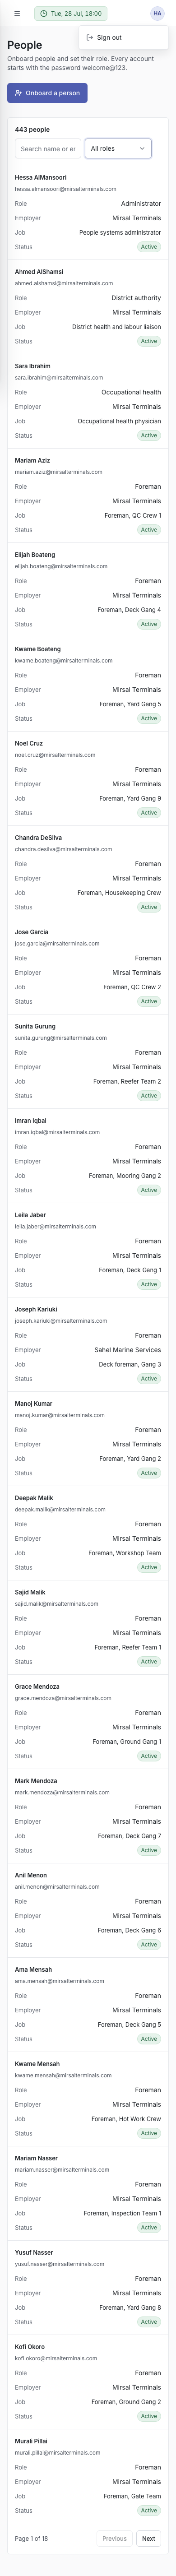 Tue, 28 Jul, 18:00
HA
Sign out
People
Onboard a person and set their role. Every account
starts with the password welcome@123.
Onboard a person
443 people
Search name or em
All roles
Hessa AlMansoori
hessa.almansoori@mirsalterminals.com
Role Administrator
Employer Mirsal Terminals
Job People systems administrator
Status Active
Ahmed AlShamsi
ahmed.alshamsi@mirsalterminals.com
Role District authority
Employer Mirsal Terminals
Job District health and labour liaison
Status Active
Sara Ibrahim
sara.ibrahim@mirsalterminals.com
Role Occupational health
Employer Mirsal Terminals
Job Occupational health physician
Status Active
Mariam Aziz
mariam.aziz@mirsalterminals.com
Role Foreman
Employer Mirsal Terminals
Job Foreman, QC Crew 1
Status Active
Elijah Boateng
elijah.boateng@mirsalterminals.com
Role Foreman
Employer Mirsal Terminals
Job Foreman, Deck Gang 4
Status Active
Kwame Boateng
kwame.boateng@mirsalterminals.com
Role Foreman
Employer Mirsal Terminals
Job Foreman, Yard Gang 5
Status Active
Noel Cruz
noel.cruz@mirsalterminals.com
Role Foreman
Employer Mirsal Terminals
Job Foreman, Yard Gang 9
Status Active
Chandra DeSilva
chandra.desilva@mirsalterminals.com
Role Foreman
Employer Mirsal Terminals
Job Foreman, Housekeeping Crew
Status Active
Jose Garcia
jose.garcia@mirsalterminals.com
Role Foreman
Employer Mirsal Terminals
Job Foreman, QC Crew 2
Status Active
Sunita Gurung
sunita.gurung@mirsalterminals.com
Role Foreman
Employer Mirsal Terminals
Job Foreman, Reefer Team 2
Status Active
Imran Iqbal
imran.iqbal@mirsalterminals.com
Role Foreman
Employer Mirsal Terminals
Job Foreman, Mooring Gang 2
Status Active
Leila Jaber
leila.jaber@mirsalterminals.com
Role Foreman
Employer Mirsal Terminals
Job Foreman, Deck Gang 1
Status Active
Joseph Kariuki
joseph.kariuki@mirsalterminals.com
Role Foreman
Employer Sahel Marine Services
Job Deck foreman, Gang 3
Status Active
Manoj Kumar
manoj.kumar@mirsalterminals.com
Role Foreman
Employer Mirsal Terminals
Job Foreman, Yard Gang 2
Status Active
Deepak Malik
deepak.malik@mirsalterminals.com
Role Foreman
Employer Mirsal Terminals
Job Foreman, Workshop Team
Status Active
Sajid Malik
sajid.malik@mirsalterminals.com
Role Foreman
Employer Mirsal Terminals
Job Foreman, Reefer Team 1
Status Active
Grace Mendoza
grace.mendoza@mirsalterminals.com
Role Foreman
Employer Mirsal Terminals
Job Foreman, Ground Gang 1
Status Active
Mark Mendoza
mark.mendoza@mirsalterminals.com
Role Foreman
Employer Mirsal Terminals
Job Foreman, Deck Gang 7
Status Active
Anil Menon
anil.menon@mirsalterminals.com
Role Foreman
Employer Mirsal Terminals
Job Foreman, Deck Gang 6
Status Active
Ama Mensah
ama.mensah@mirsalterminals.com
Role Foreman
Employer Mirsal Terminals
Job Foreman, Deck Gang 5
Status Active
Kwame Mensah
kwame.mensah@mirsalterminals.com
Role Foreman
Employer Mirsal Terminals
Job Foreman, Hot Work Crew
Status Active
Mariam Nasser
mariam.nasser@mirsalterminals.com
Role Foreman
Employer Mirsal Terminals
Job Foreman, Inspection Team 1
Status Active
Yusuf Nasser
yusuf.nasser@mirsalterminals.com
Role Foreman
Employer Mirsal Terminals
Job Foreman, Yard Gang 8
Status Active
Kofi Okoro
kofi.okoro@mirsalterminals.com
Role Foreman
Employer Mirsal Terminals
Job Foreman, Ground Gang 2
Status Active
Murali Pillai
murali.pillai@mirsalterminals.com
Role Foreman
Employer Mirsal Terminals
Job Foreman, Gate Team
Status Active
Page 1 of 18
Previous
Next